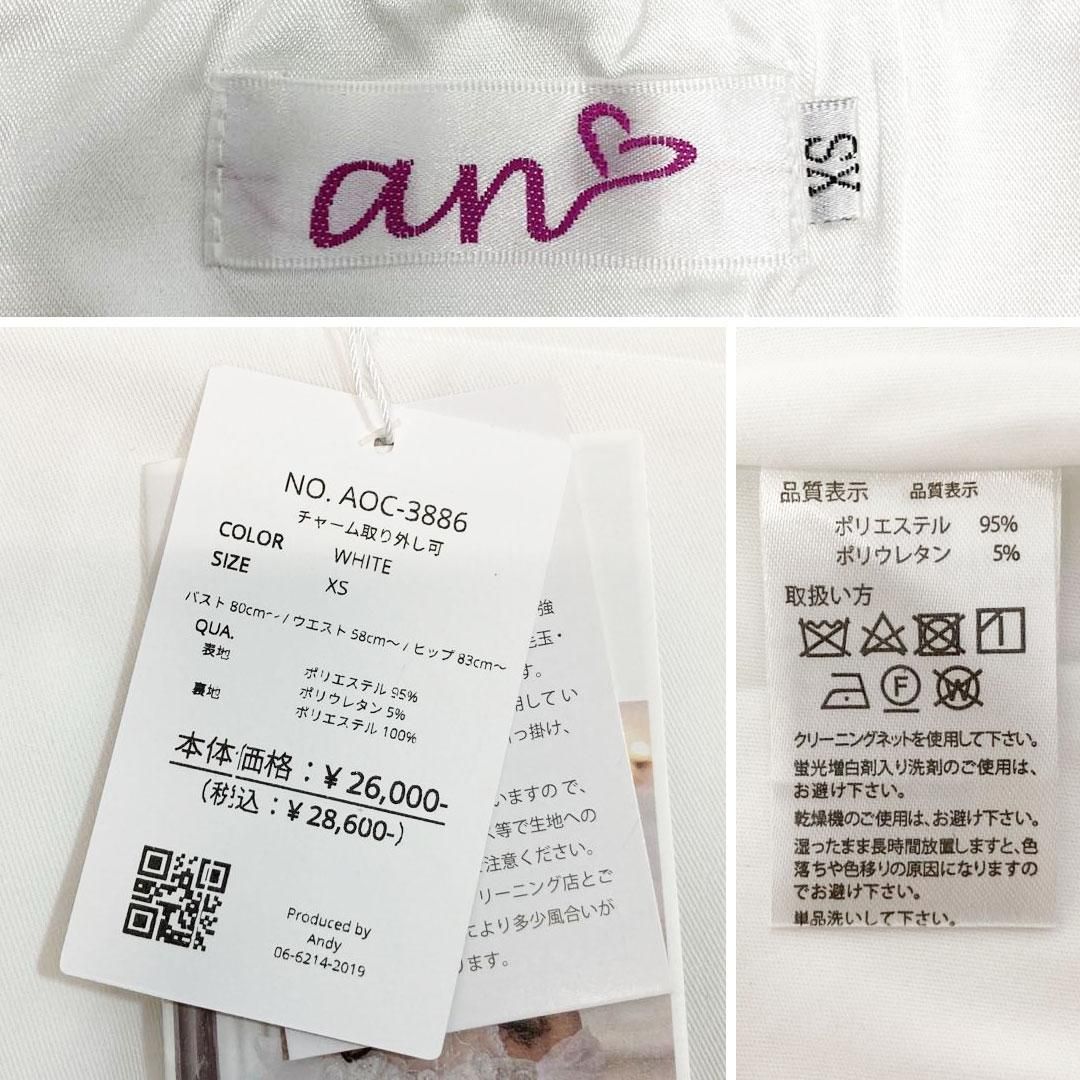 an
XS
NO. AOC-3886
チャーム取り外し可
COLOR WHITE
SIZE XS
バスト 80cm〜 / ウエスト 58cm〜 / ヒップ 83cm〜
QUA.
表地 ポリエステル 95%
ポリウレタン 5%
裏地 ポリエステル 100%
本体価格：¥ 26,000-
(税込：¥ 28,600-)
Produced by
Andy
06-6214-2019
強
毛玉・
す。
用してい
っ掛け、
いますので、
等で生地への
注意ください。
リーニング店とご
により多少風合いが
ります。
品質表示 品質表示
ポリエステル 95%
ポリウレタン 5%
取扱い方
F
W
クリーニングネットを使用して下さい。
蛍光増白剤入り洗剤のご使用は、
お避け下さい。
乾燥機のご使用は、お避け下さい。
湿ったまま長時間放置しますと、色
落ちや色移りの原因になりますの
でお避け下さい。
単品洗いして下さい。